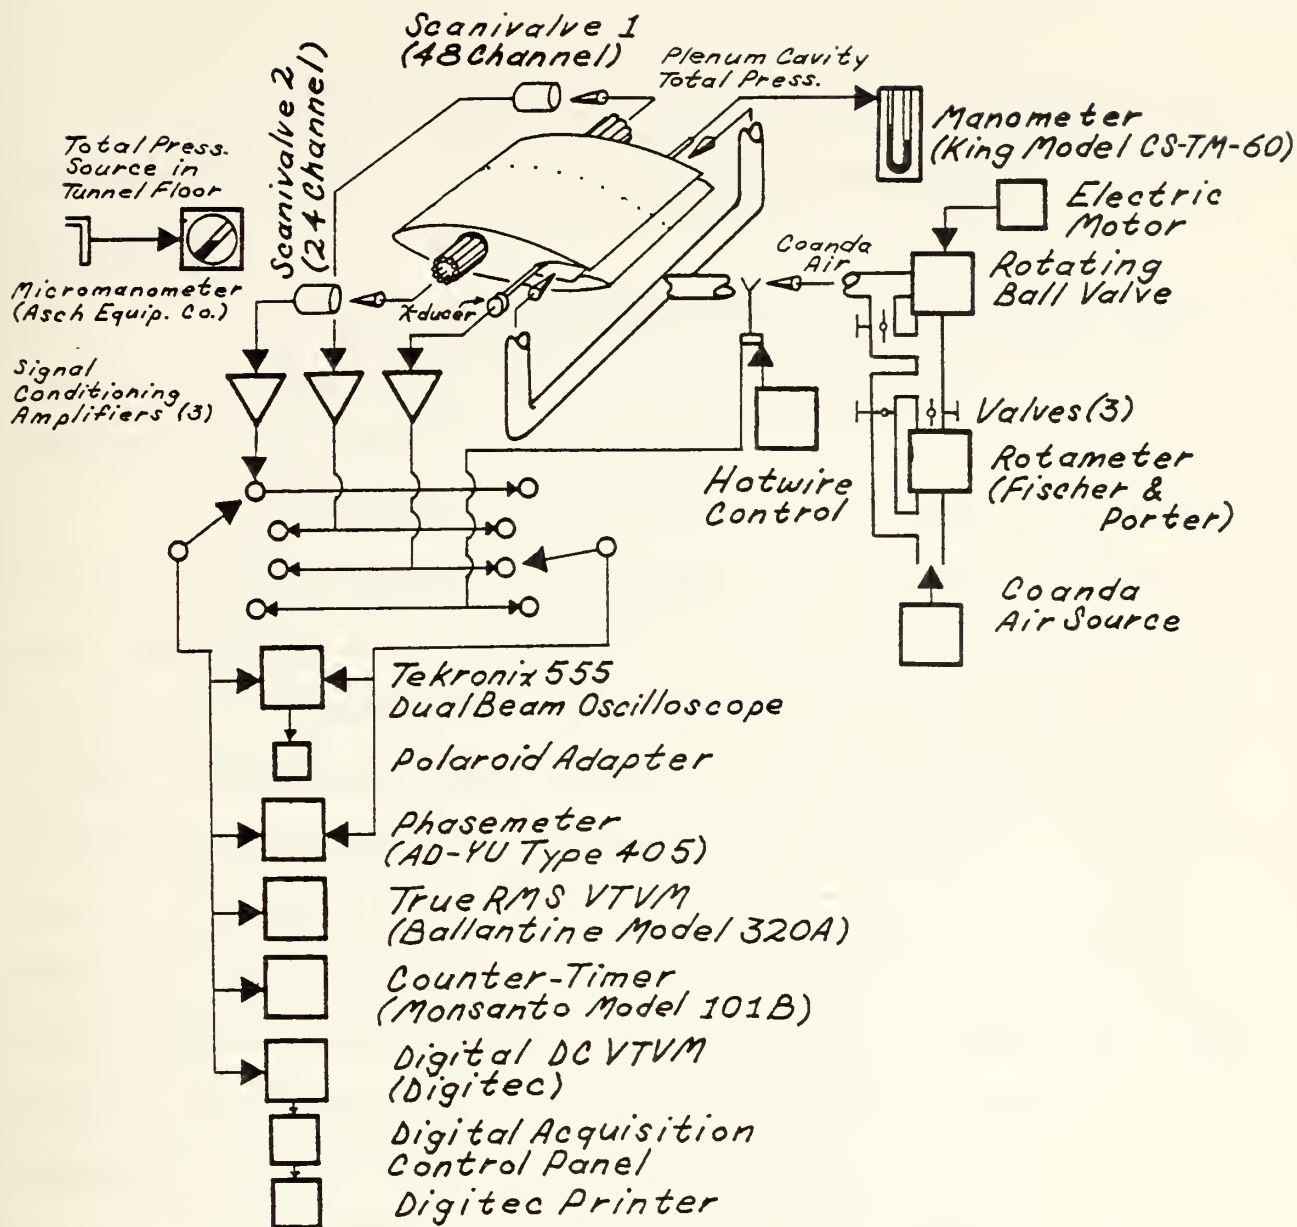 Scanivalve 1
(48 Channel)
Scanivalve 2
(24 Channel)
Plenum Cavity
Total Press.
Manometer
(King Model CS-TM-60)
Total Press.
Source in
Tunnel Floor
Micromanometer
(Asch Equip. Co.)
Electric
Motor
Coanda
Air
Rotating
Ball Valve
X-ducer
Signal
Conditioning
Amplifiers (3)
Valves (3)
Hotwire
Control
Rotameter
(Fischer &
Porter)
Coanda
Air Source
Tekronix 555
Dual Beam Oscilloscope
Polaroid Adapter
Phasemeter
(AD-YU Type 405)
True RMS VTVM
(Ballantine Model 320A)
Counter-Timer
(Monsanto Model 101B)
Digital DC VTVM
(Digitec)
Digital Acquisition
Control Panel
Digitec Printer